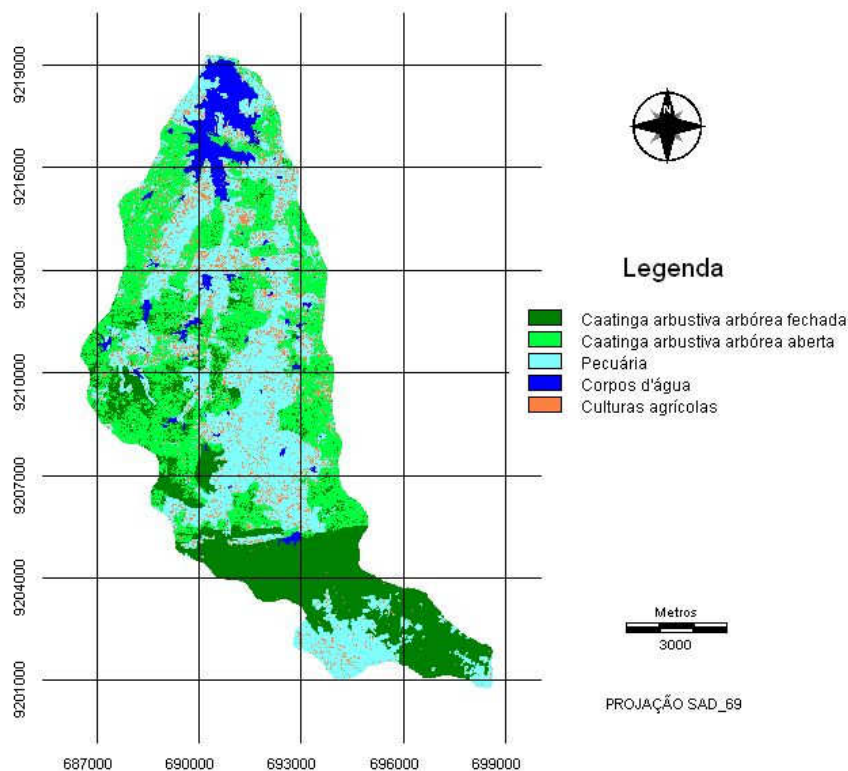 9219000
9216000
9213000
9210000
9207000
9204000
9201000
687000 690000 693000 696000 699000
N
Legenda
Caatinga arbustiva arbórea fechada
Caatinga arbustiva arbórea aberta
Pecuária
Corpos d'água
Culturas agrícolas
Metros
3000
PROJAÇÃO SAD_69